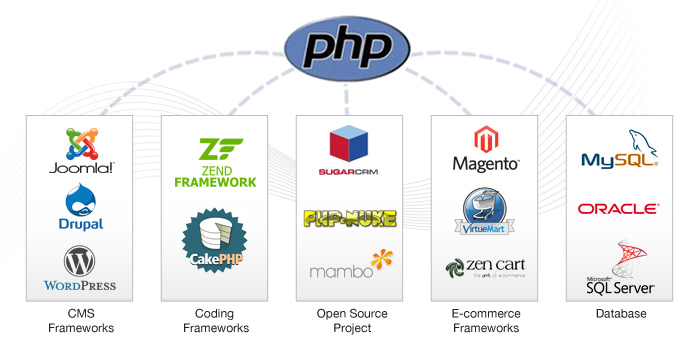 php
Joomla!
Drupal
WORDPRESS
CMS
Frameworks
ZF
ZEND
FRAMEWORK
CakePHP
Coding
Frameworks
SUGARCRM
PHP-NUKE
mambo
Open Source
Project
Magento
VirtueMart
zen cart
the art of e-commerce
E-commerce
Frameworks
MySQL®
ORACLE®
Microsoft
SQL Server
Database